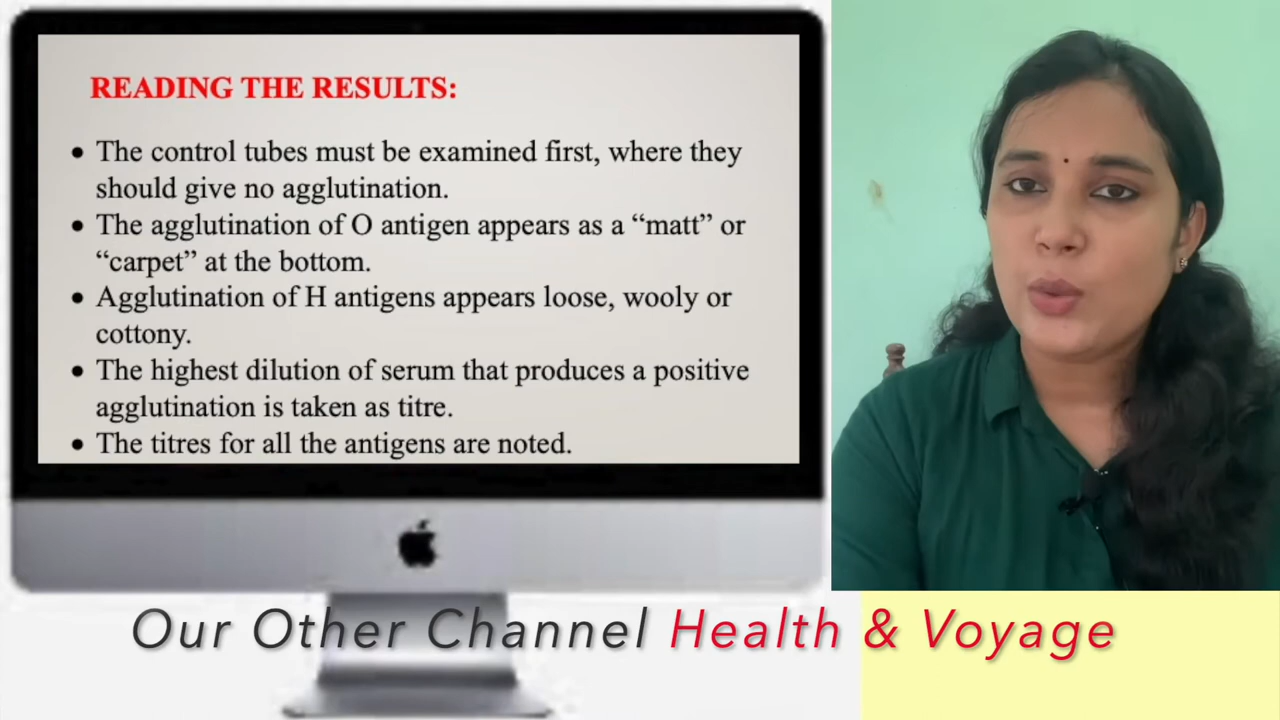 READING THE RESULTS:
• The control tubes must be examined first, where they
should give no agglutination.
• The agglutination of O antigen appears as a “matt” or
“carpet” at the bottom.
• Agglutination of H antigens appears loose, wooly or
cottony.
• The highest dilution of serum that produces a positive
agglutination is taken as titre.
• The titres for all the antigens are noted.
Our Other Channel Health & Voyage